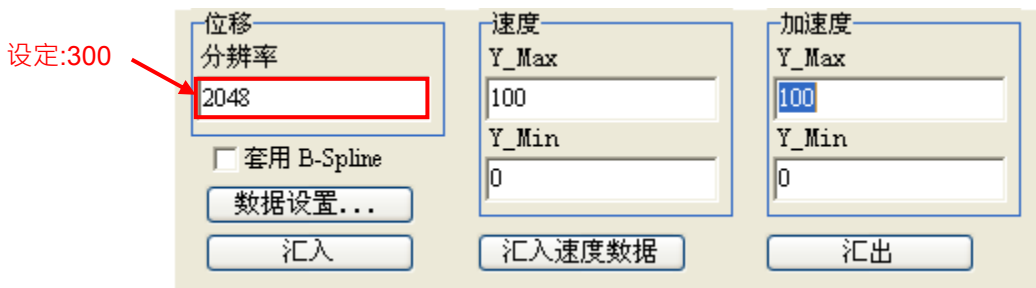 设定:300
位移
分辨率
2048
套用 B-Spline
数据设置...
汇入
速度
Y_Max
100
Y_Min
0
汇入速度数据
加速度
Y_Max
100
Y_Min
0
汇出